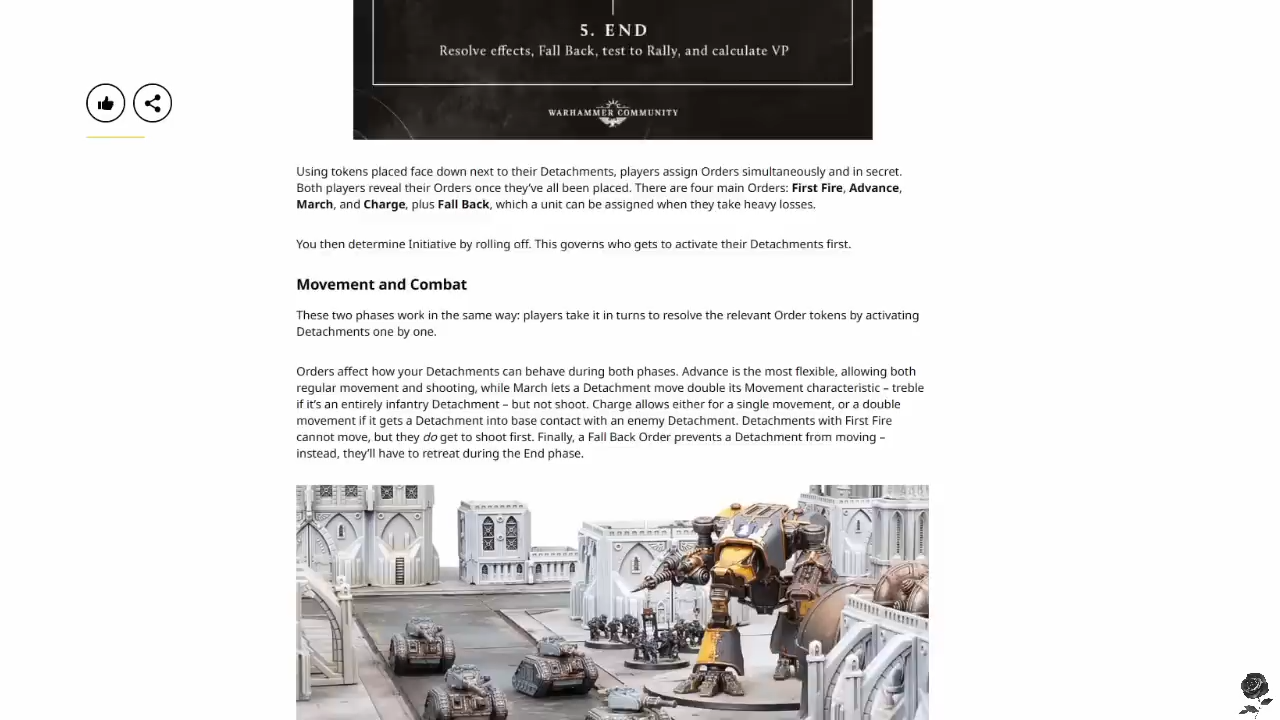 5. END
Resolve effects, Fall Back, test to Rally, and calculate VP
WARHAMMER COMMUNITY
Using tokens placed face down next to their Detachments, players assign Orders simultaneously and in secret.
Both players reveal their Orders once they’ve all been placed. There are four main Orders: First Fire, Advance,
March, and Charge, plus Fall Back, which a unit can be assigned when they take heavy losses.
You then determine Initiative by rolling off. This governs who gets to activate their Detachments first.
Movement and Combat
These two phases work in the same way: players take it in turns to resolve the relevant Order tokens by activating
Detachments one by one.
Orders affect how your Detachments can behave during both phases. Advance is the most flexible, allowing both
regular movement and shooting, while March lets a Detachment move double its Movement characteristic – treble
if it’s an entirely infantry Detachment – but not shoot. Charge allows either for a single movement, or a double
movement if it gets a Detachment into base contact with an enemy Detachment. Detachments with First Fire
cannot move, but they do get to shoot first. Finally, a Fall Back Order prevents a Detachment from moving –
instead, they’ll have to retreat during the End phase.